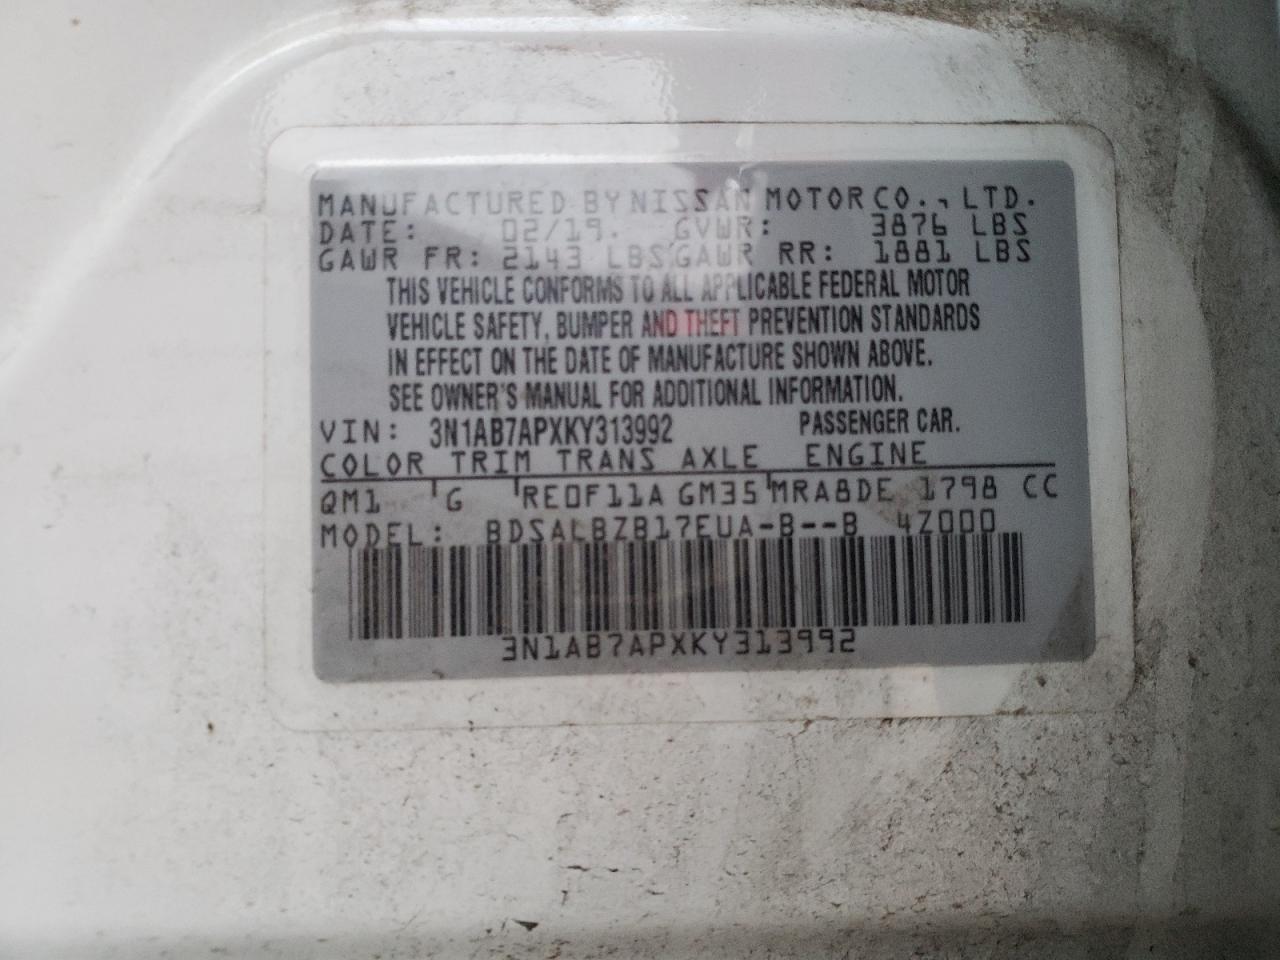 MANUFACTURED BY NISSAN MOTOR CO., LTD.
DATE: 02/19. GVWR: 3876 LBS
GAWR FR: 2143 LBS GAWR RR: 1881 LBS
THIS VEHICLE CONFORMS TO ALL APPLICABLE FEDERAL MOTOR
VEHICLE SAFETY, BUMPER AND THEFT PREVENTION STANDARDS
IN EFFECT ON THE DATE OF MANUFACTURE SHOWN ABOVE.
SEE OWNER'S MANUAL FOR ADDITIONAL INFORMATION.
VIN: 3N1AB7APXKY313992 PASSENGER CAR.
COLOR TRIM TRANS AXLE ENGINE
QM1 G RE0F11A GM35 MRA8DE 1798 CC
MODEL: BDSALBZB17EUA-B--B 4Z000
3N1AB7APXKY313992